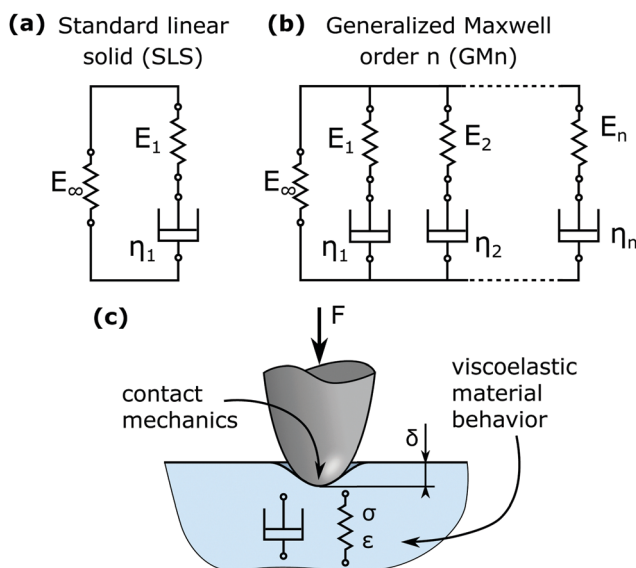 (a) Standard linear
solid (SLS)
(b) Generalized Maxwell
order n (GMn)
E∞
E₁
η₁
E∞
E₁
η₁
E₂
η₂
Eₙ
ηₙ
(c)
F
contact
mechanics
viscoelastic
material
behavior
δ
σ
ε